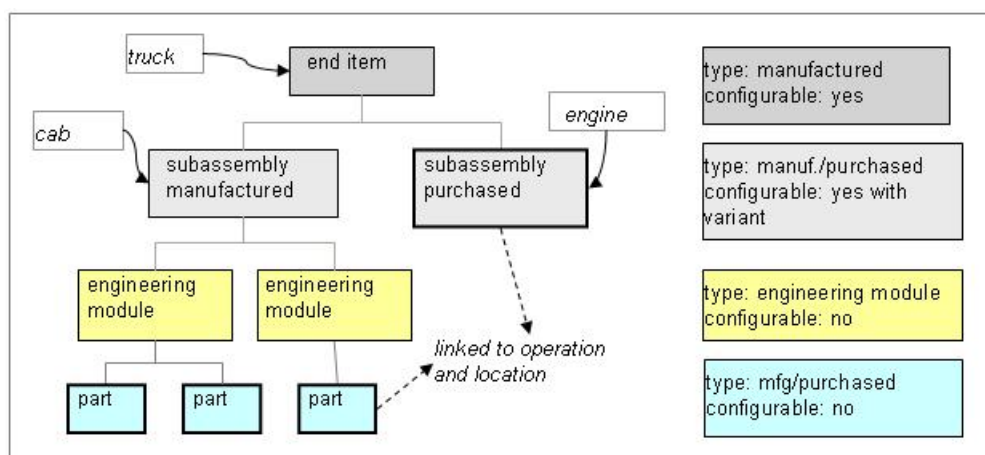 truck
end item
type: manufactured
configurable: yes
engine
cab
subassembly
manufactured
subassembly
purchased
type: manuf./purchased
configurable: yes with
variant
engineering
module
engineering
module
type: engineering module
configurable: no
linked to operation
and location
part
part
part
type: mfg/purchased
configurable: no